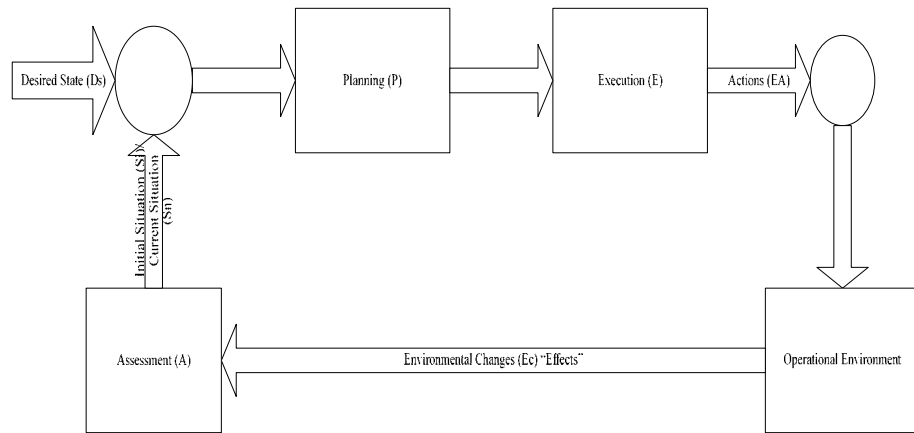 Desired State (Ds)
Planning (P)
Execution (E)
Actions (EA)
Initial Situation (Si)/
Current Situation
(Sn)
Assessment (A)
Environmental Changes (Ec) "Effects"
Operational Environment